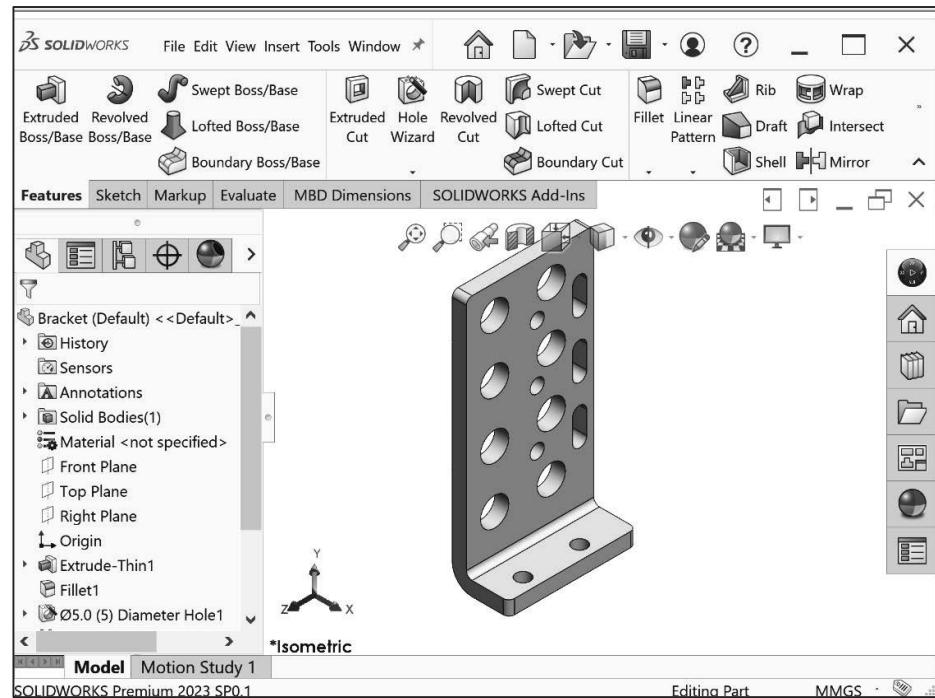 SOLIDWORKS File Edit View Insert Tools Window
Swept Boss/Base Swept Cut Rib Wrap
Extruded Boss/Base Revolved Boss/Base Lofted Boss/Base Extruded Cut Hole Wizard Revolved Cut Lofted Cut Fillet Linear Pattern Draft Intersect
Boundary Boss/Base Boundary Cut Shell Mirror
Features Sketch Markup Evaluate MBD Dimensions SOLIDWORKS Add-Ins
Bracket (Default) <<Default>_
History
Sensors
Annotations
Solid Bodies(1)
Material <not specified>
Front Plane
Top Plane
Right Plane
Origin
Extrude-Thin1
Fillet1
Ø5.0 (5) Diameter Hole1
Y
Z X
*Isometric
Model Motion Study 1
SOLIDWORKS Premium 2023 SP0.1 Editing Part MMGS